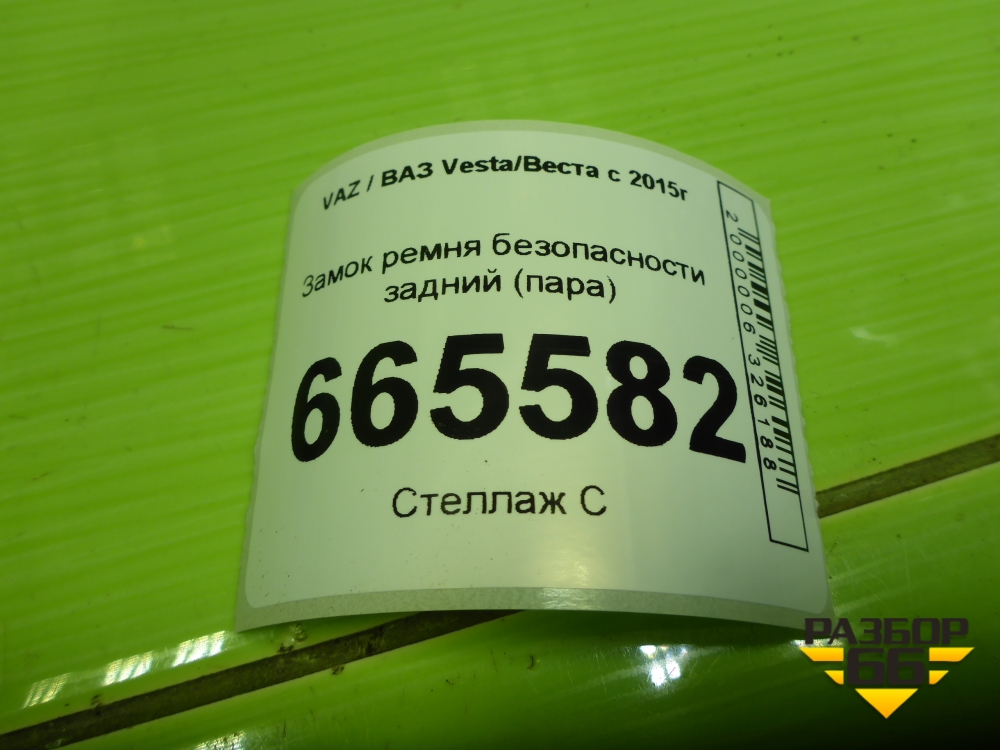 VAZ / ВАЗ Vesta/Веста с 2015г
Замок ремня безопасности
задний (пара)
665582
Стеллаж С
2000006326188
РАЗБОР
66